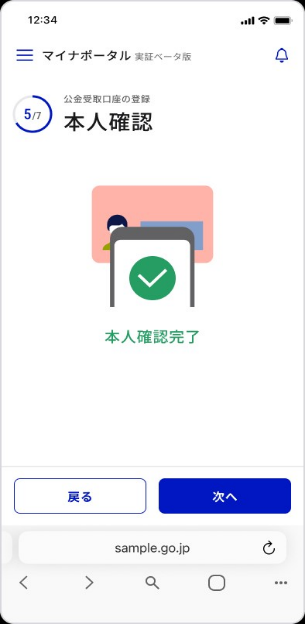 12:34
マイナポータル 実証ベータ版
公金受取口座の登録
5/7
本人確認
本人確認完了
戻る
次へ
sample.go.jp